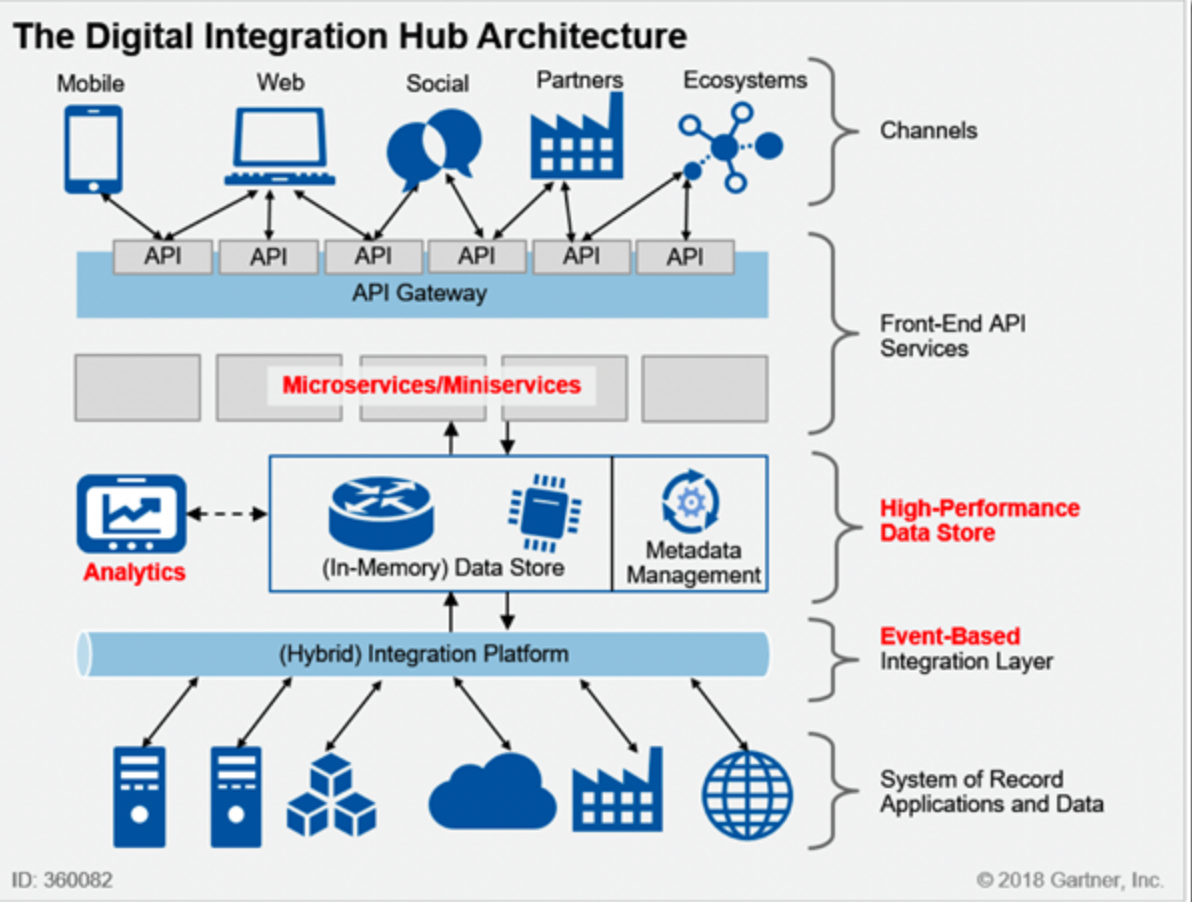 The Digital Integration Hub Architecture
Mobile
Web
Social
Partners
Ecosystems
Channels
API
API
API
API
API
API
API Gateway
Front-End API
Services
Microservices/Miniservices
Analytics
(In-Memory) Data Store
Metadata
Management
High-Performance
Data Store
(Hybrid) Integration Platform
Event-Based
Integration Layer
System of Record
Applications and Data
ID: 360082
© 2018 Gartner, Inc.